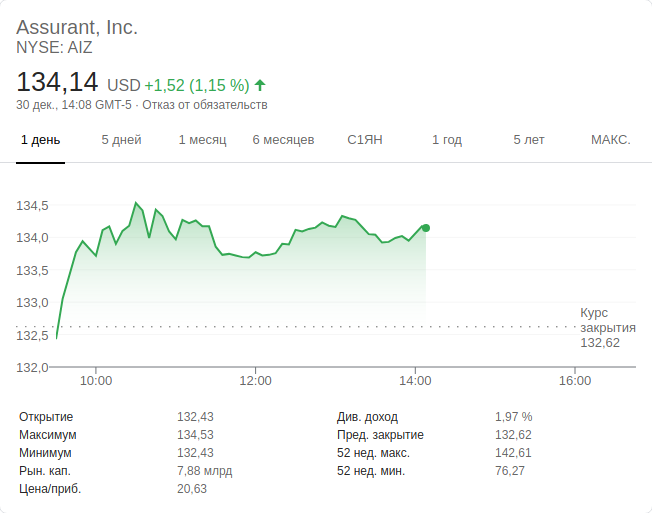 Assurant, Inc.
NYSE: AIZ
134,14 USD +1,52 (1,15 %)
30 дек., 14:08 GMT-5 · Отказ от обязательств
1 день 5 дней 1 месяц 6 месяцев С1ЯН 1 год 5 лет МАКС.
134,5
134,0
133,5
133,0
132,5
132,0
Курс
закрытия
132,62
10:00 12:00 14:00 16:00
Открытие 132,43 Див. доход 1,97 %
Максимум 134,53 Пред. закрытие 132,62
Минимум 132,43 52 нед. макс. 142,61
Рын. кап. 7,88 млрд 52 нед. мин. 76,27
Цена/приб. 20,63